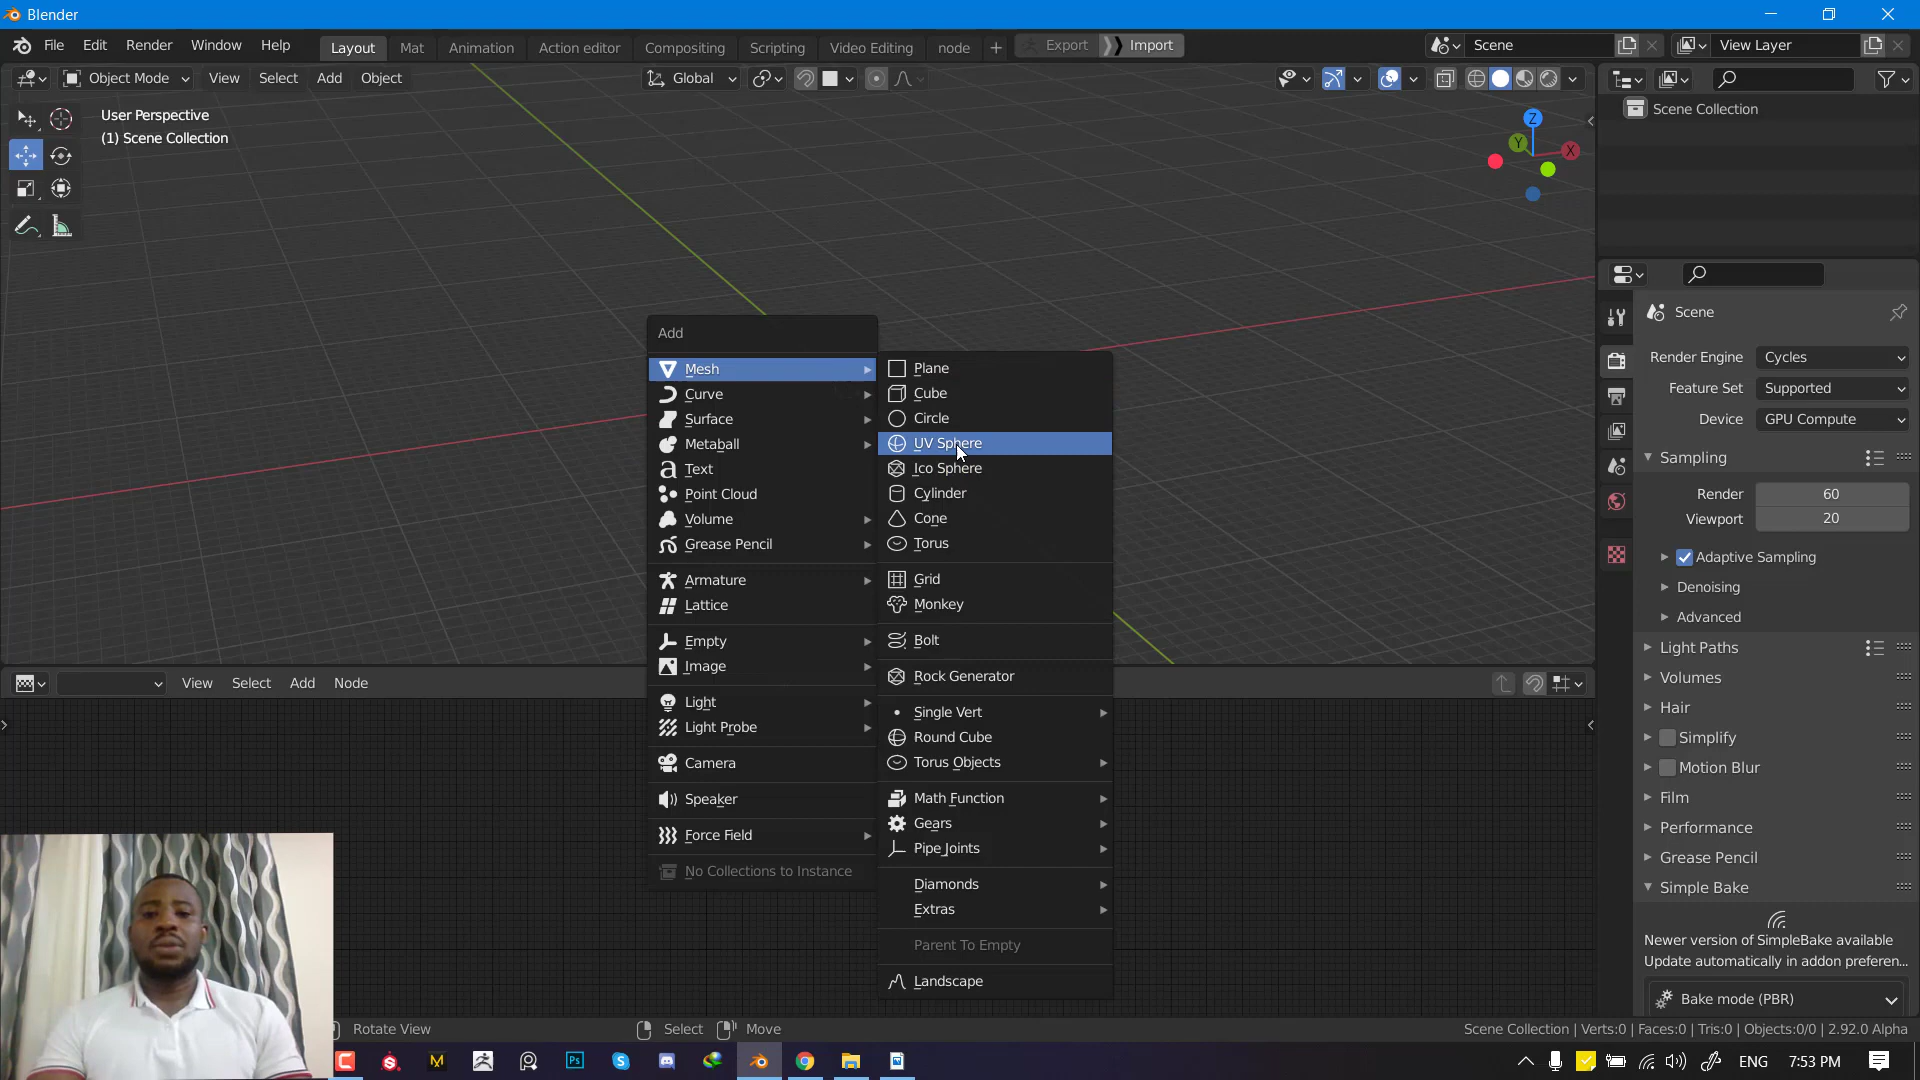 Blender
File Edit Render Window Help Layout Mat Animation Action editor Compositing Scripting Video Editing node + Export Import Scene View Layer
Object Mode View Select Add Object Global
User Perspective
(1) Scene Collection
Z
Y
X
Scene Collection
Add
Mesh
Curve
Surface
Metaball
Text
Point Cloud
Volume
Grease Pencil
Armature
Lattice
Empty
Image
Light
Light Probe
Camera
Speaker
Force Field
No Collections to Instance
Plane
Cube
Circle
UV Sphere
Ico Sphere
Cylinder
Cone
Torus
Grid
Monkey
Bolt
Rock Generator
Single Vert
Round Cube
Torus Objects
Math Function
Gears
Pipe Joints
Diamonds
Extras
Parent To Empty
Landscape
Scene
Render Engine Cycles
Feature Set Supported
Device GPU Compute
Sampling
Render 60
Viewport 20
Adaptive Sampling
Denoising
Advanced
Light Paths
Volumes
Hair
Simplify
Motion Blur
Film
Performance
Grease Pencil
Simple Bake
Newer version of SimpleBake available
Update automatically in addon preferen...
Bake mode (PBR)
View Select Add Node
Rotate View Select Move Scene Collection | Verts:0 | Faces:0 | Tris:0 | Objects:0/0 | 2.92.0 Alpha
Ps ENG 7:53 PM